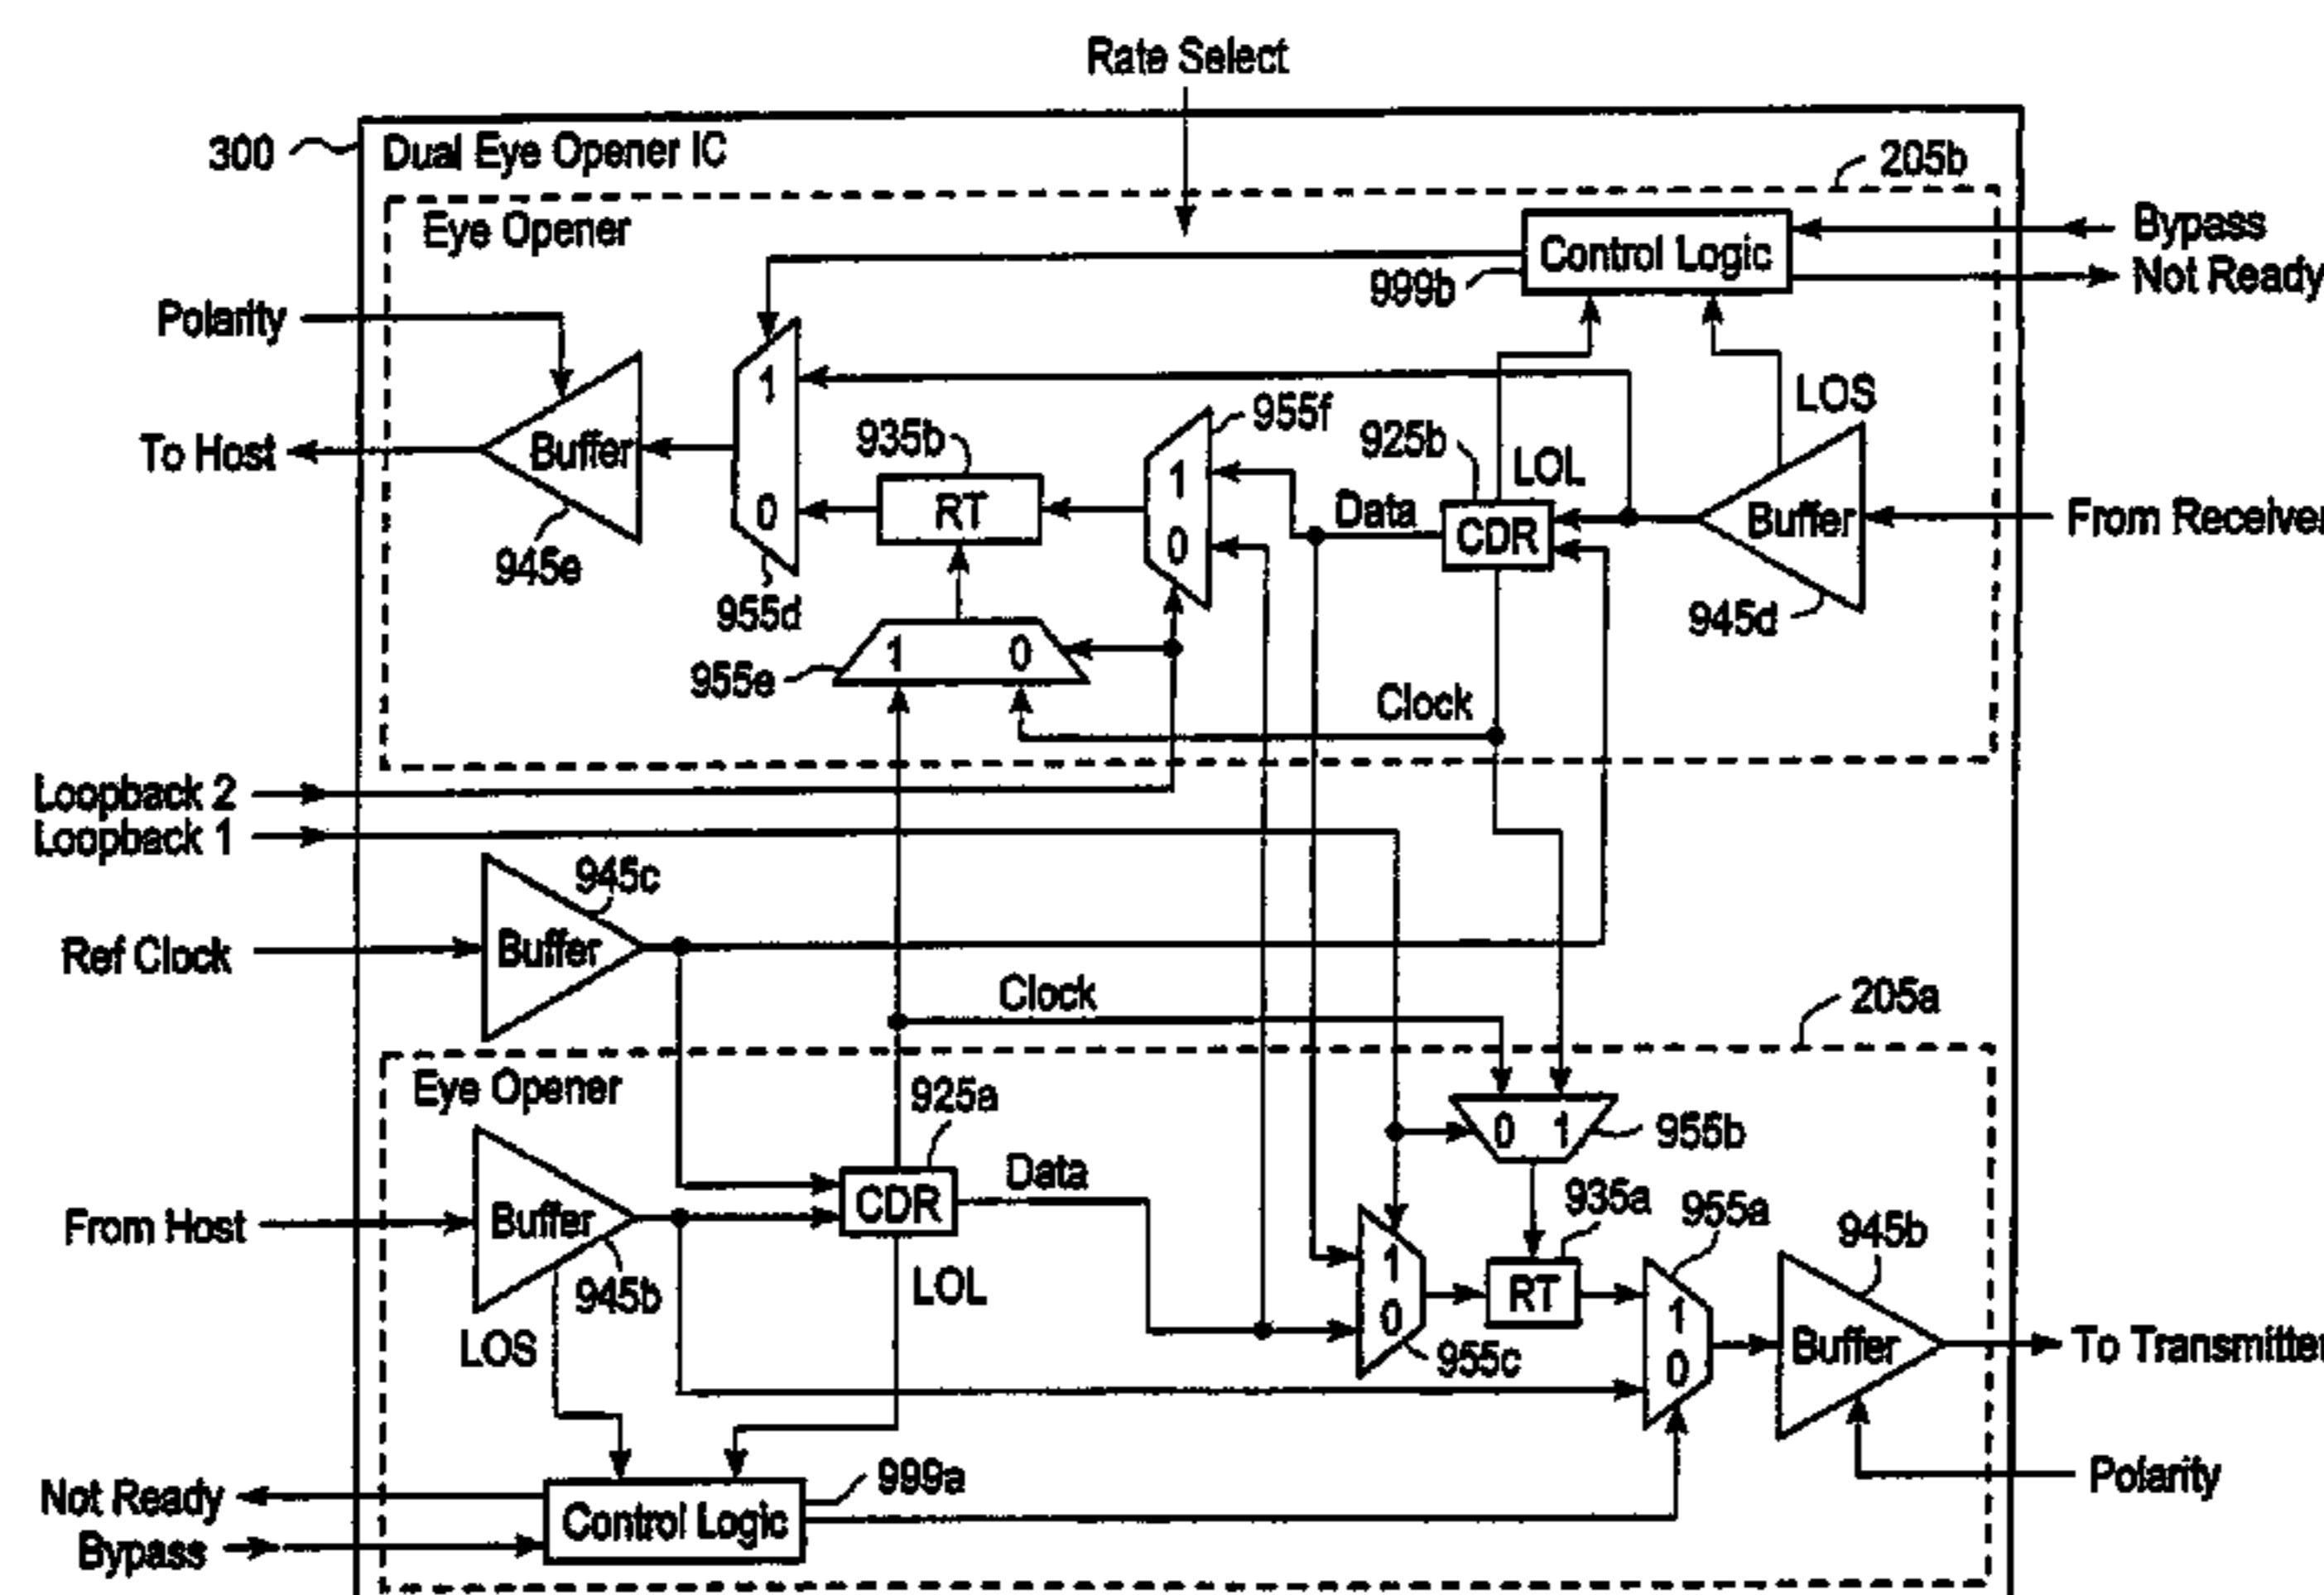 Rate Select
300
Dual Eye Opener IC
205b
Eye Opener
Control Logic
Bypass
999b
Not Ready
Polarity
1
955f
LOS
935b
925b
To Host
Buffer
LOL
1
0
RT
Data
CDR
Buffer
From Receiver
0
945e
955d
945d
1 0
955e
Clock
Loopback 2
Loopback 1
945c
Buffer
Ref Clock
Clock
205a
Eye Opener
925a
0 1
955b
Data
935a
955a
CDR
945b
From Host
Buffer
945b
LOL
1
0
RT
1
0
LOS
955c
Buffer
To Transmitter
Not Ready
999a
Polarity
Control Logic
Bypass